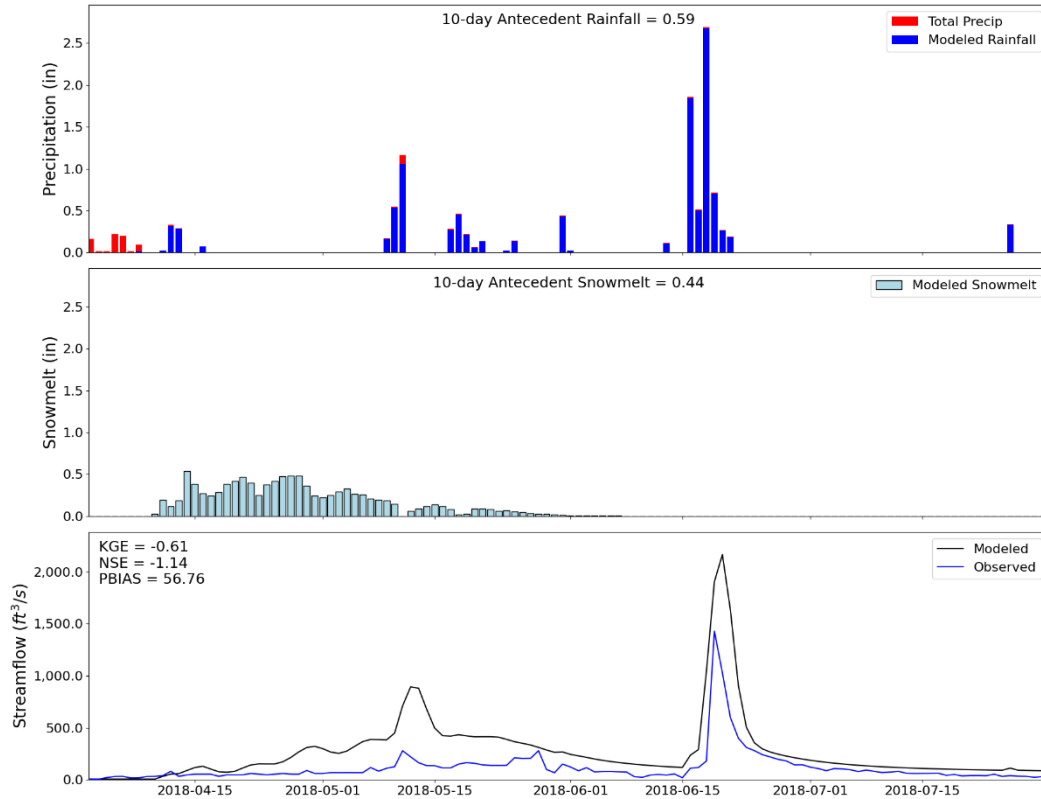 10-day Antecedent Rainfall = 0.59
Total Precip
Modeled Rainfall
Precipitation (in)
2.5
2.0
1.5
1.0
0.5
0.0
10-day Antecedent Snowmelt = 0.44
Modeled Snowmelt
Snowmelt (in)
2.5
2.0
1.5
1.0
0.5
0.0
KGE = -0.61
NSE = -1.14
PBIAS = 56.76
Modeled
Observed
Streamflow (ft³/s)
2,000.0
1,500.0
1,000.0
500.0
0.0
2018-04-15 2018-05-01 2018-05-15 2018-06-01 2018-06-15 2018-07-01 2018-07-15